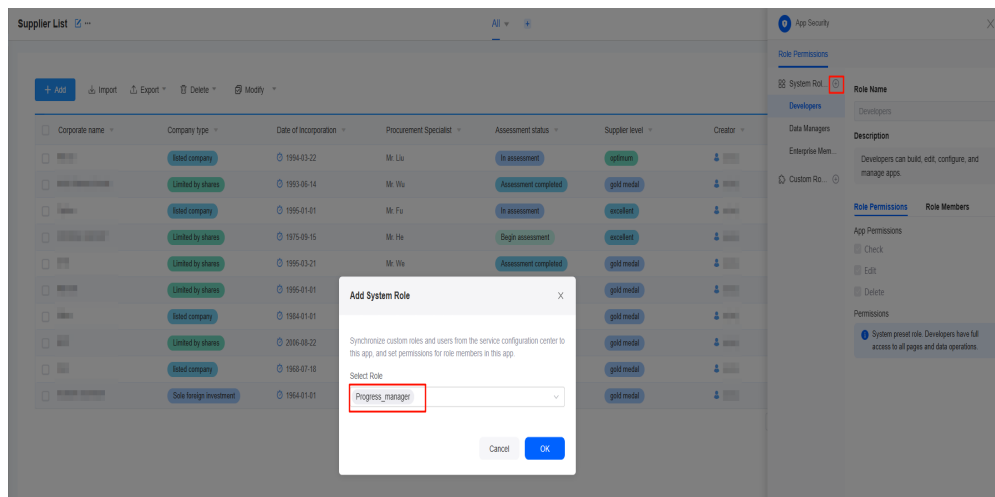 Supplier List
All
App Security
Role Permissions
Add Import Export Delete Modify
System Rol...
Developers
Data Managers
Enterprise Mem...
Custom Ro...
Role Name
Developers
Description
Developers can build, edit, configure, and
manage apps.
Role Permissions Role Members
App Permissions
Check
Edit
Delete
Permissions
System preset role. Developers have full
access to all pages and data operations.
Corporate name Company type Date of Incorporation Procurement Specialist Assessment status Supplier level Creator
listed company 1994-03-22 Mr. Liu In assessment optimum
Limited by shares 1993-06-14 Mr. Wu Assessment completed gold medal
listed company 1995-01-01 Mr. Fu In assessment excellent
Limited by shares 1975-09-15 Mr. He Begin assessment excellent
Limited by shares 1995-03-21 Mr. Wu Assessment completed gold medal
Limited by shares 1995-01-01 gold medal
listed company 1984-01-01 gold medal
Limited by shares 2006-08-22 gold medal
listed company 1968-07-18 gold medal
Sole foreign investment 1964-01-01 gold medal
Add System Role
Synchronize custom roles and users from the service configuration center to
this app, and set permissions for role members in this app.
Select Role
Progress_manager
Cancel OK